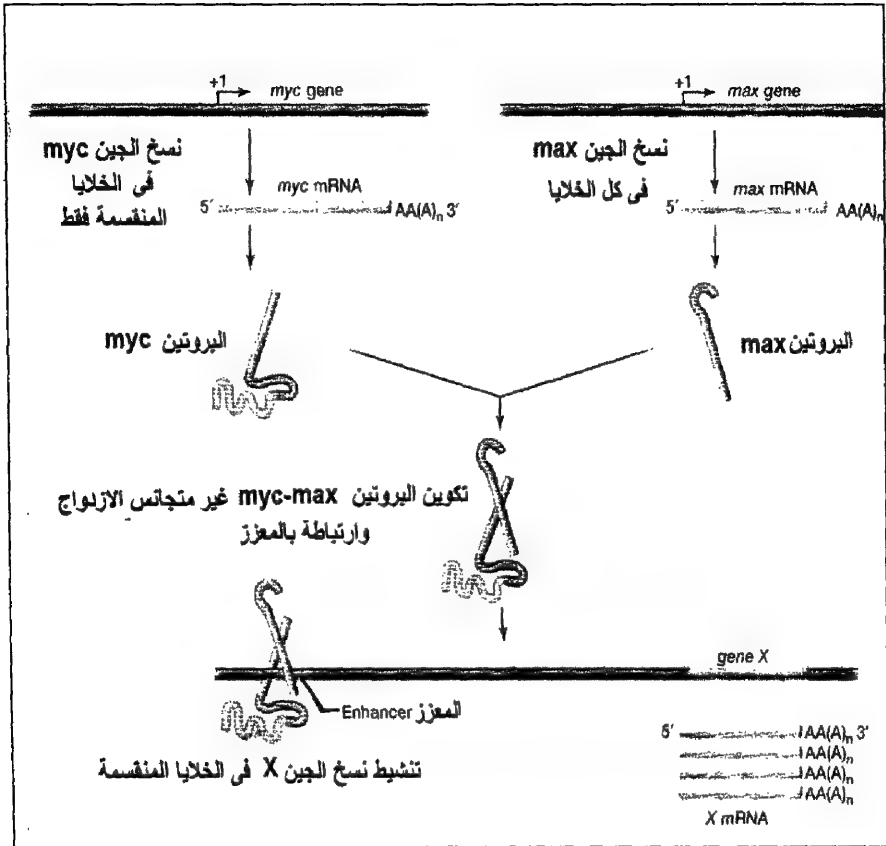 +1
myc gene
+1
max gene
نسخ الجين myc
فى الخلايا
المنقسمة فقط
myc mRNA
5′ AA(A)n 3′
نسخ الجين max
فى كل الخلايا
max mRNA
5′ AA(A)n
البروتين myc
البروتين max
تكوين البروتين myc-max غير متجانس الازدواج
وارتباطة بالمعزز
gene X
Enhancer المعزز
تنشيط نسخ الجين X فى الخلايا المنقسمة
5′ AA(A)n 3′
AA(A)n
AA(A)n
AA(A)n
X mRNA